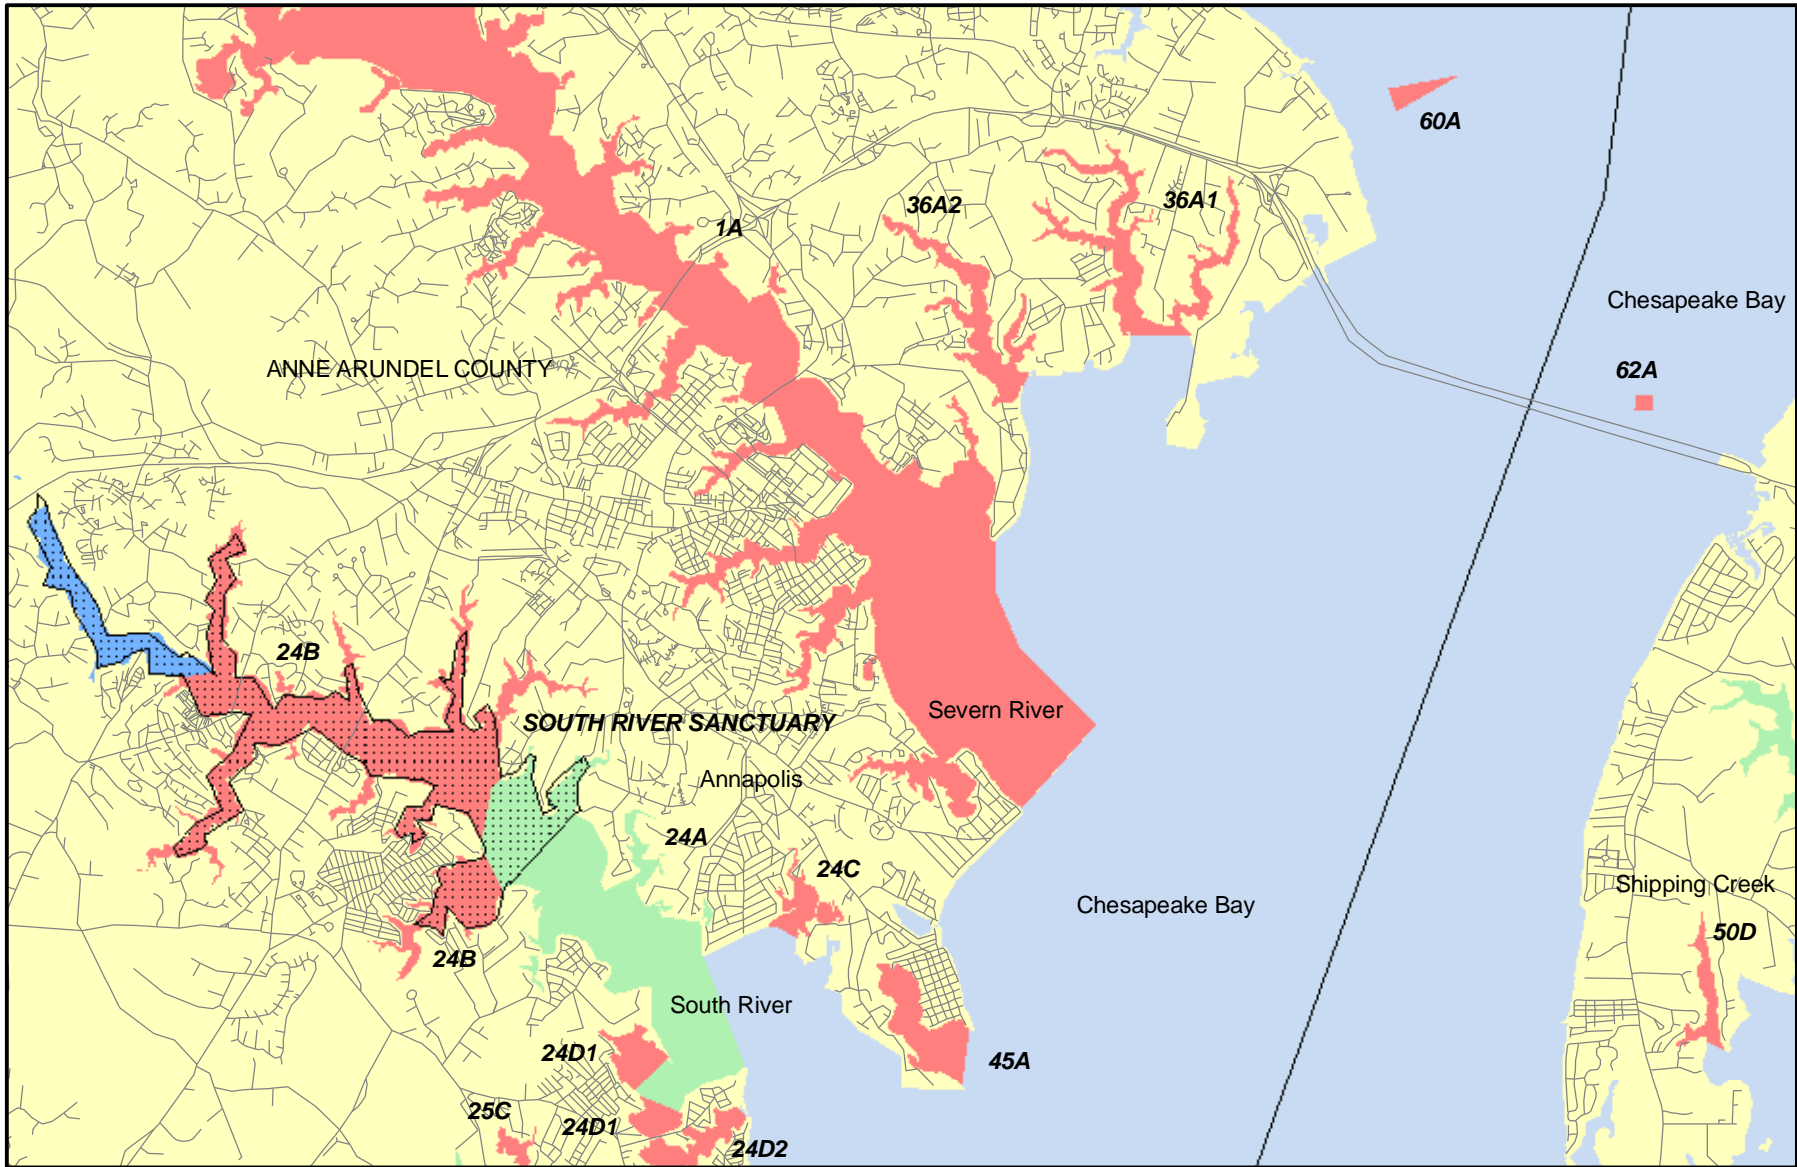 60A
36A2
36A1
1A
Chesapeake Bay
ANNE ARUNDEL COUNTY
62A
24B
Severn River
SOUTH RIVER SANCTUARY
Annapolis
24A
24C
Shipping Creek
Chesapeake Bay
50D
24B
South River
24D1
45A
25C
24D1
24D2